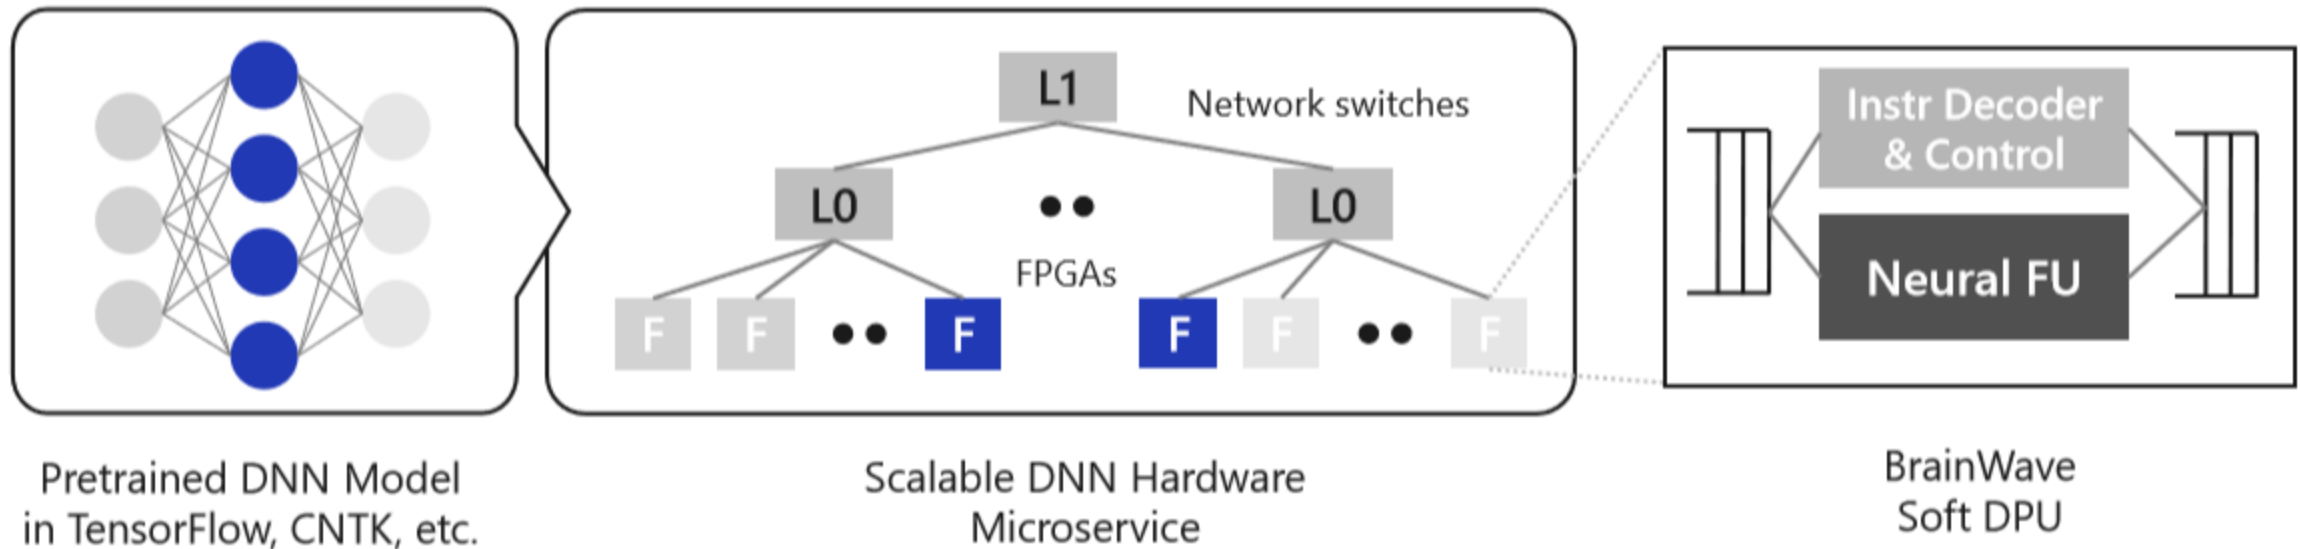 L1
Network switches
L0
L0
FPGAs
F
F
F
F
F
F
Instr Decoder
& Control
Neural FU
Pretrained DNN Model
in TensorFlow, CNTK, etc.
Scalable DNN Hardware
Microservice
BrainWave
Soft DPU